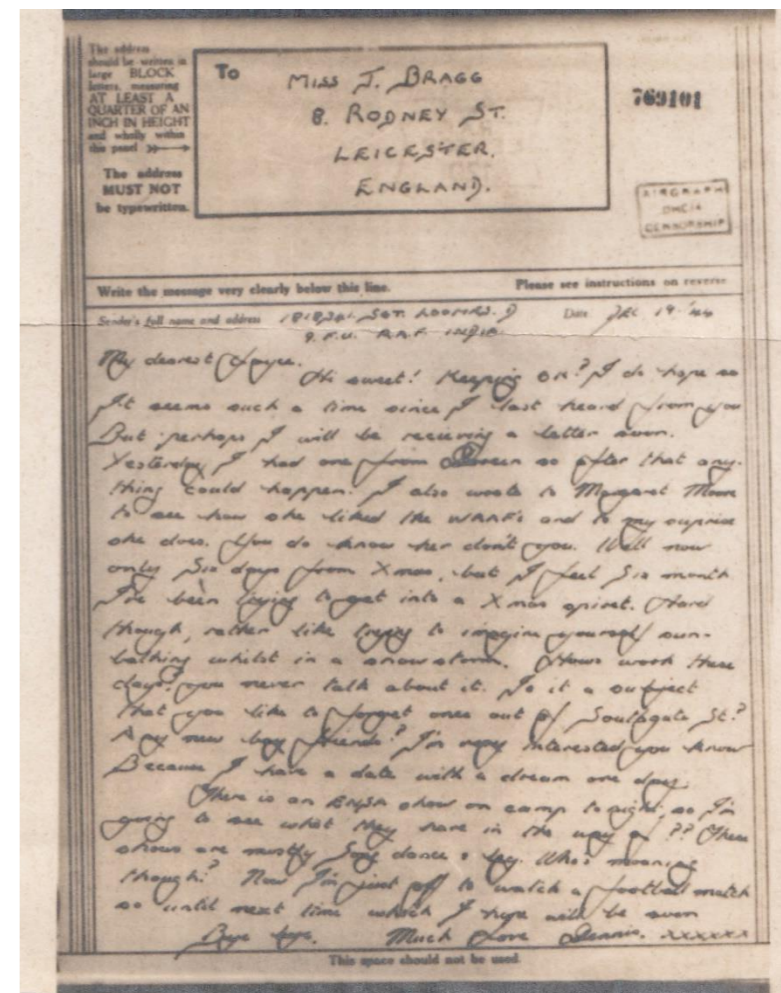 The address
should be written in
large BLOCK
letters, measuring
AT LEAST A
QUARTER OF AN
INCH IN HEIGHT
and wholly within
this panel
The address
MUST NOT
be typewritten.
To
MISS J. BRAGG
8. RODNEY ST.
LEICESTER.
ENGLAND.
769101
AIRGRAPH
CENSORSHIP
Write the message very clearly below this line.
Please see instructions on reverse
Sender's full name and address SGT. D
Date DEC 19 '44
9. F.U. R.A.F. INDIA.
My dearest Joyce.
Hi sweet! Keeping on? I do hope so
It seems such a time since I last heard from you
But perhaps I will be recieving a letter soon.
Yesterday I had one from so after that any-
thing could happen. I also wrote to Margaret Moore
to see how she liked the WAAFs and to my suprise
she does. You do know her don't you. Well now
only six days from Xmas, but I feel six month
I've been trying to get into a Xmas spiret. Hard
though, rather like trying to imagine yourself sun-
bathing whilst in a snowstorm. Hows work these
days? you never talk about it. Is it a subject
that you like to forget once out of Southgate St.?
Any new boy friends? I'm very interested you know
Because I have a date with a dream one day.
There is an ENSA show on camp tonight, so I'm
going to see what they have in the way of ?? These
shows are mostly song dance & leg. Who's moaning
though? Now I'm just off to watch a football match
so until next time which I hope will be soon
Bye bye. Much Love Dennis. xxxxxx
This space should not be used.